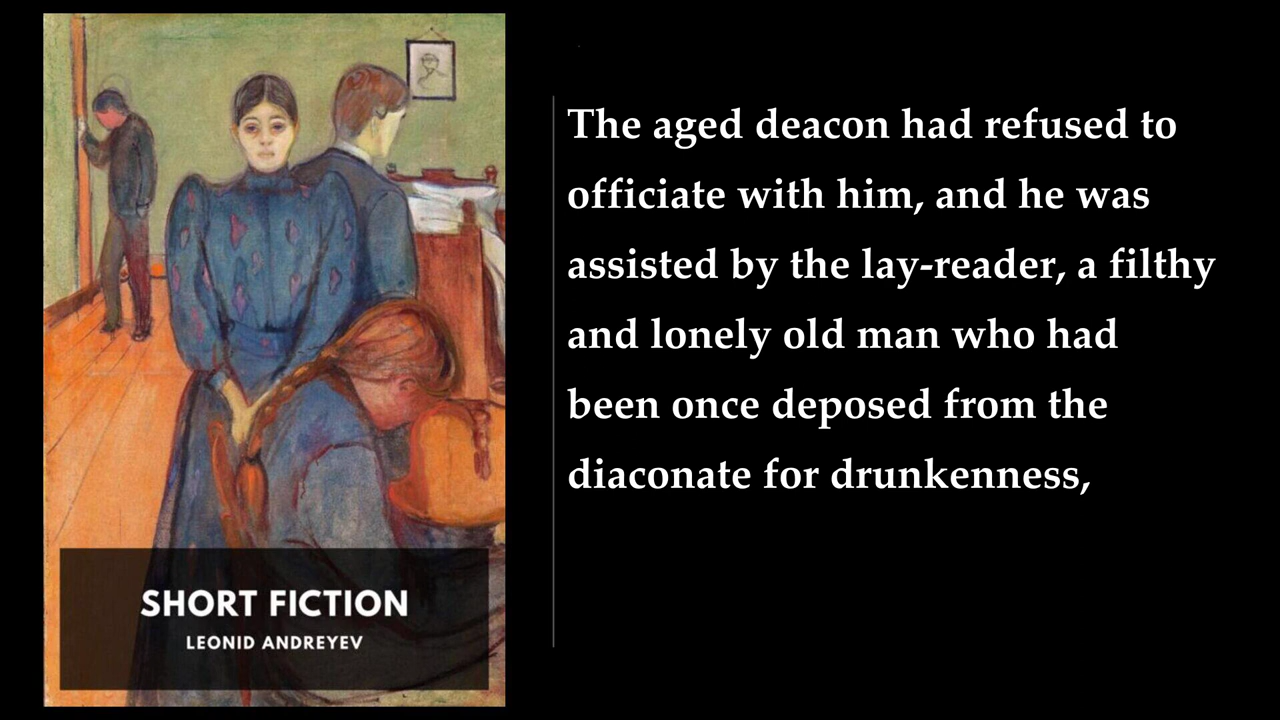 SHORT FICTION
LEONID ANDREYEV
The aged deacon had refused to
officiate with him, and he was
assisted by the lay-reader, a filthy
and lonely old man who had
been once deposed from the
diaconate for drunkenness,